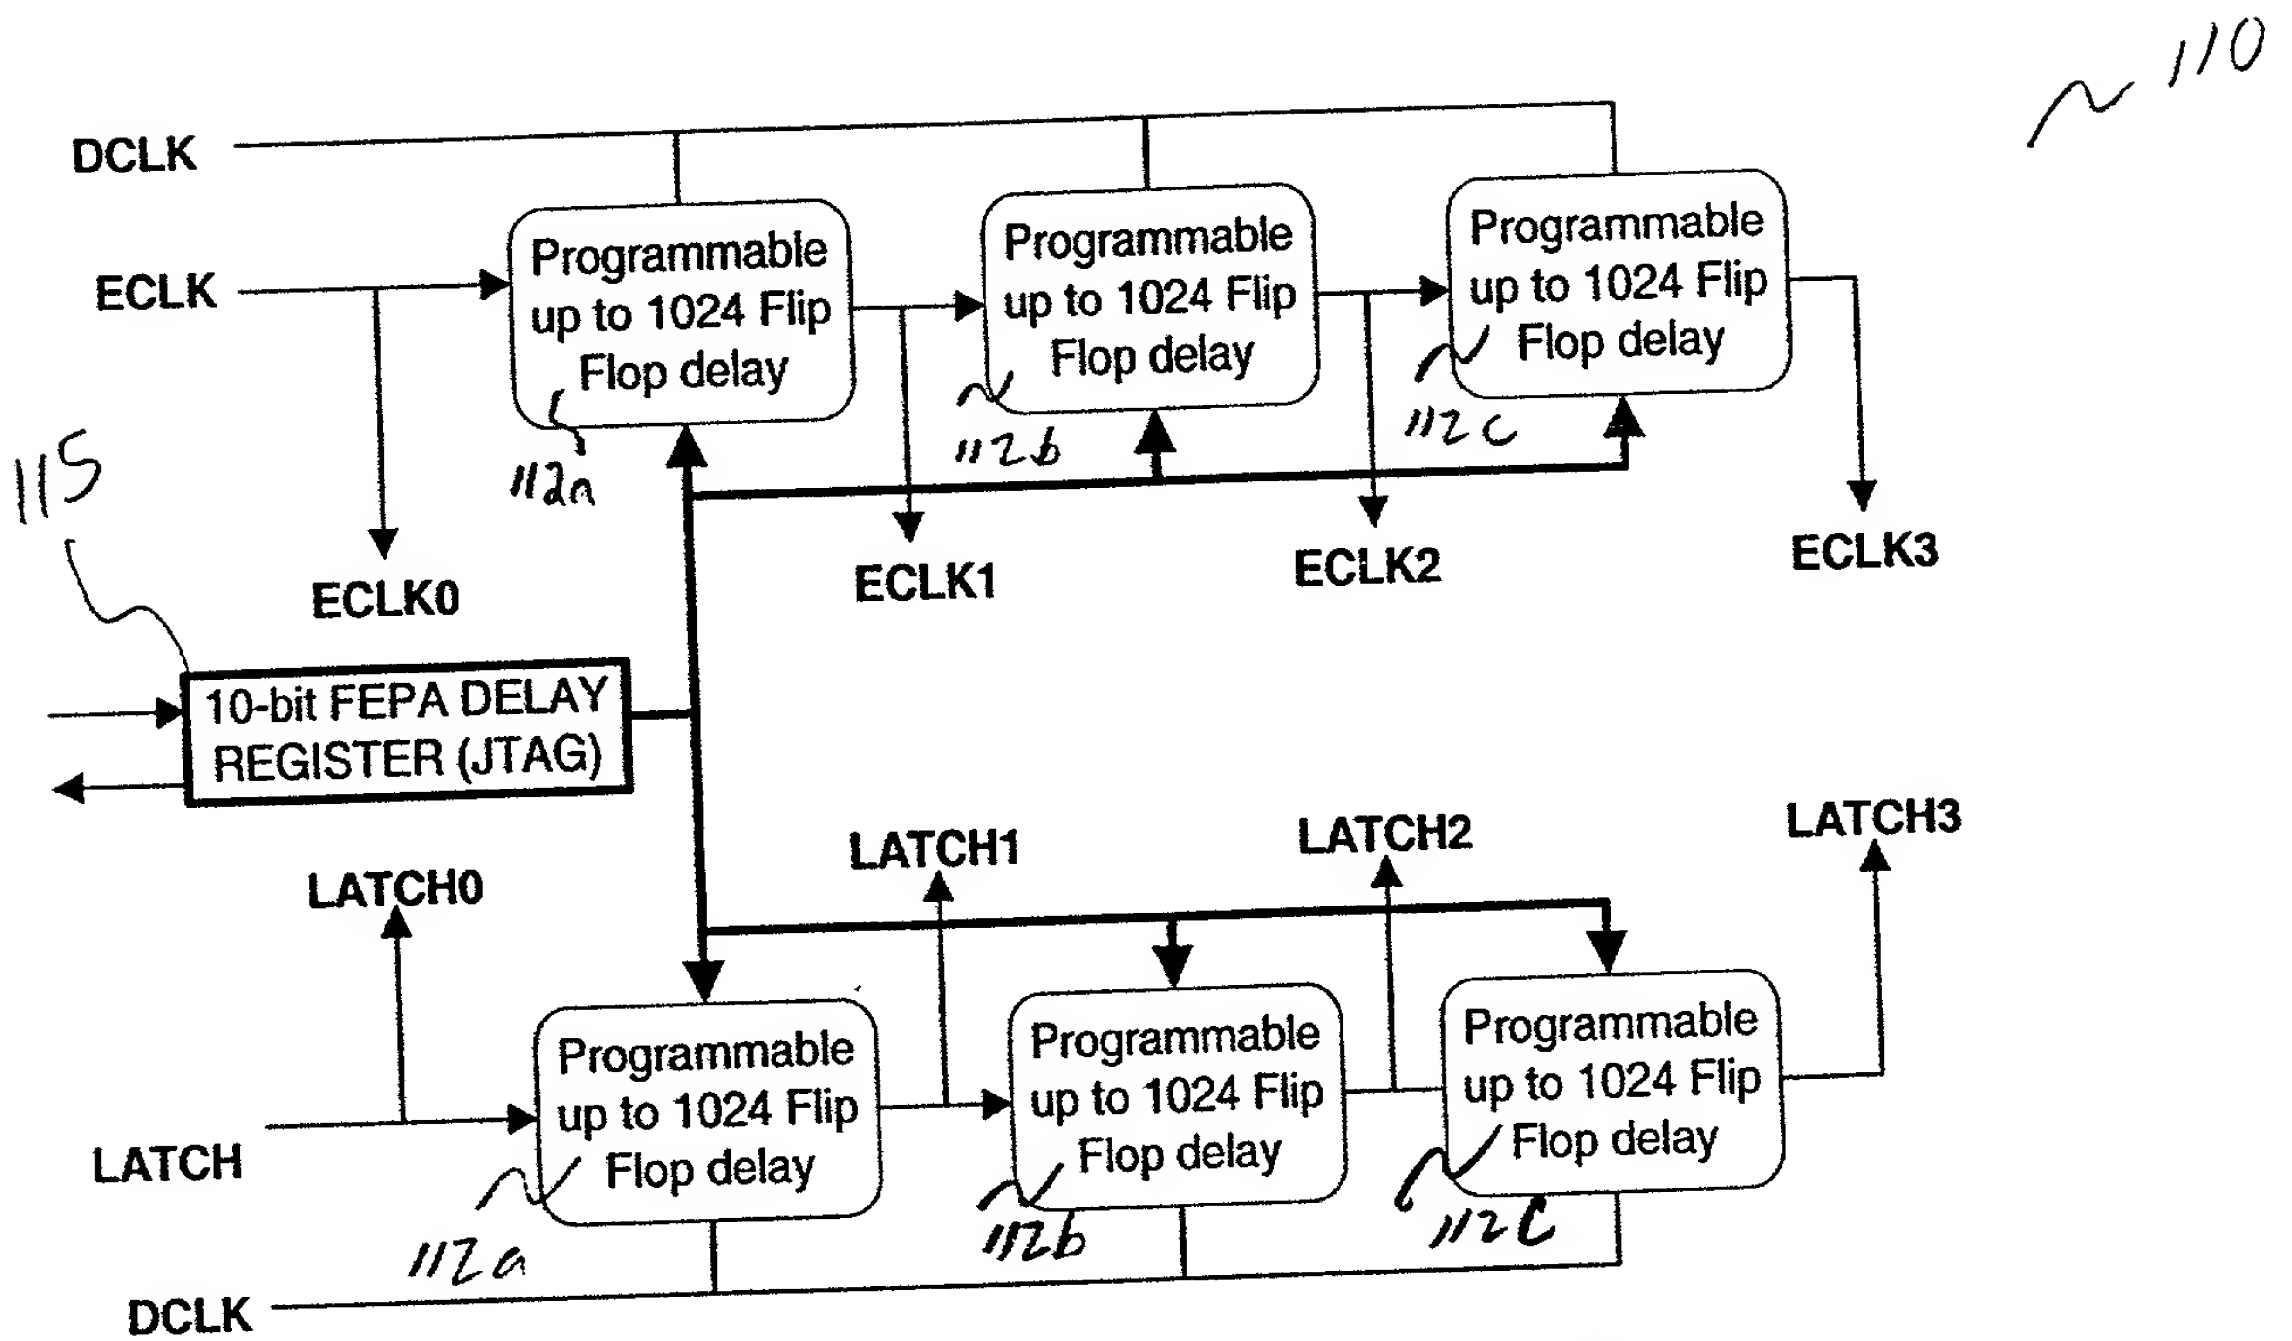 110
DCLK
ECLK
Programmable
up to 1024 Flip
Flop delay
112a
Programmable
up to 1024 Flip
Flop delay
112b
Programmable
up to 1024 Flip
Flop delay
112c
115
ECLK0
ECLK1
ECLK2
ECLK3
10-bit FEPA DELAY
REGISTER (JTAG)
LATCH0
LATCH1
LATCH2
LATCH3
LATCH
Programmable
up to 1024 Flip
Flop delay
112a
Programmable
up to 1024 Flip
Flop delay
112b
Programmable
up to 1024 Flip
Flop delay
112c
DCLK